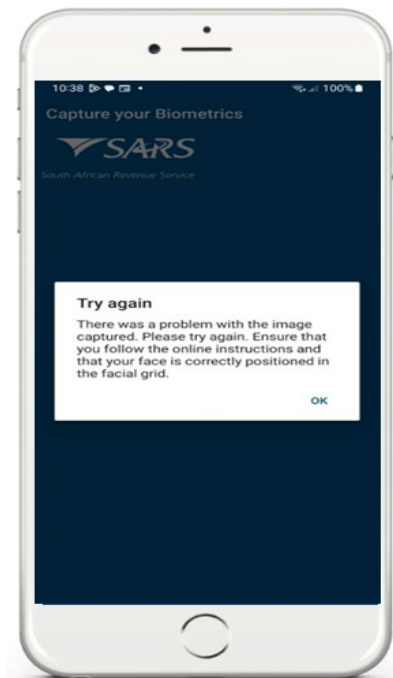 10:38
100%
Capture your Biometrics
SARS
South African Revenue Service
Try again
There was a problem with the image
captured. Please try again. Ensure that
you follow the online instructions and
that your face is correctly positioned in
the facial grid.
OK